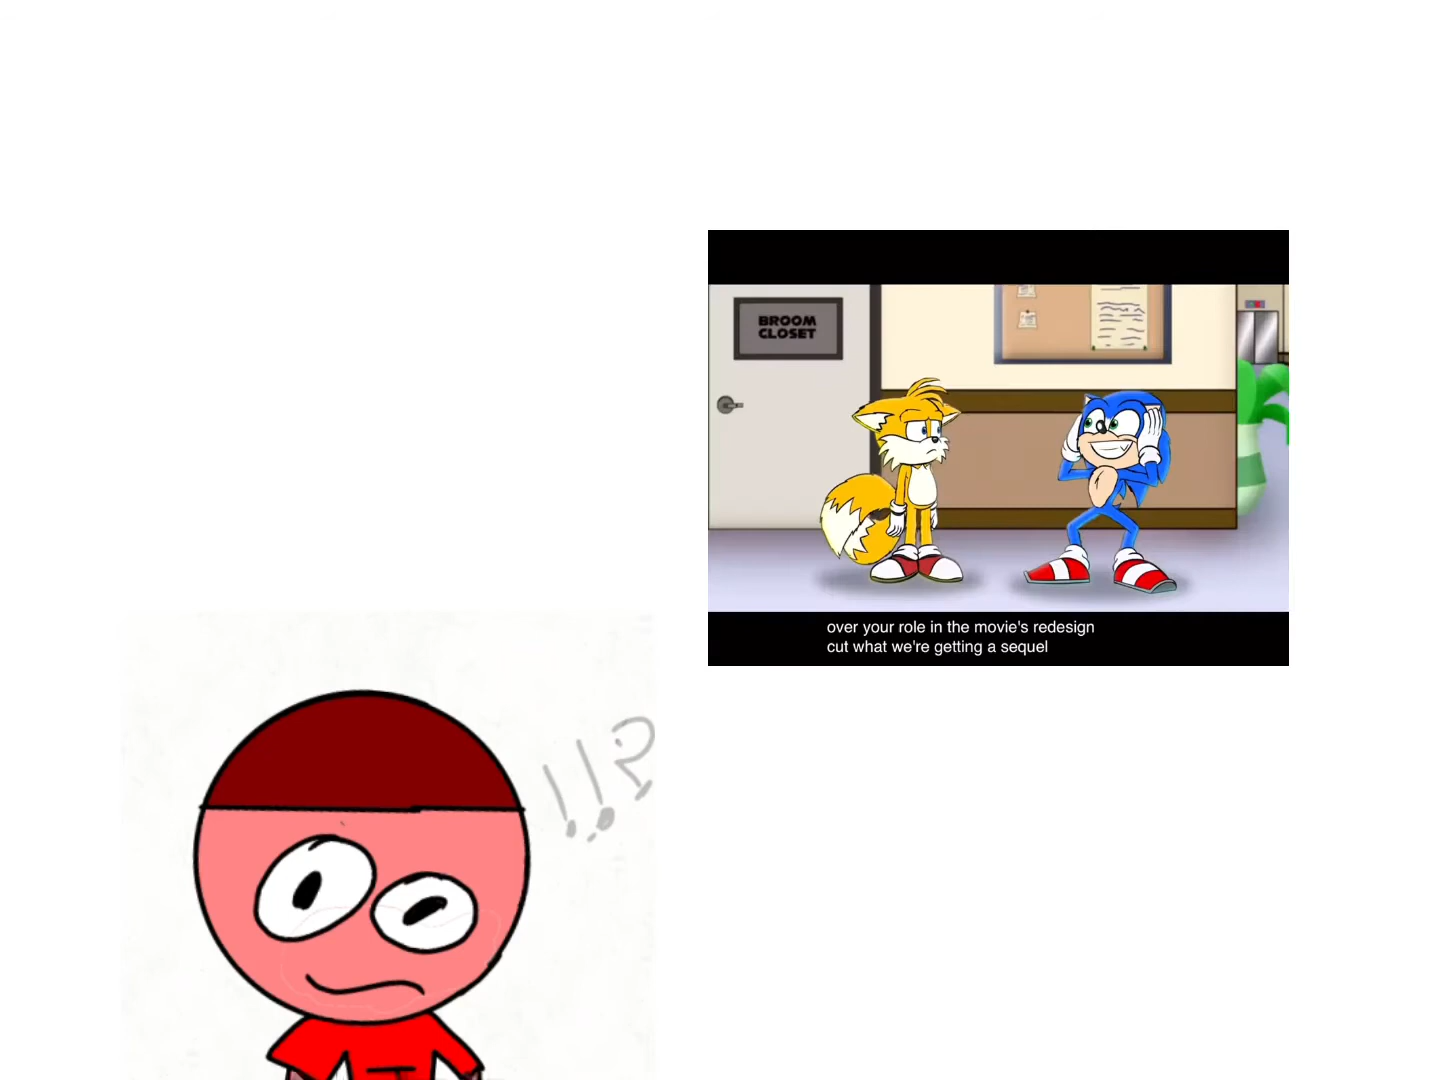 BROOM
CLOSET
over your role in the movie's redesign
cut what we're getting a sequel
!!?